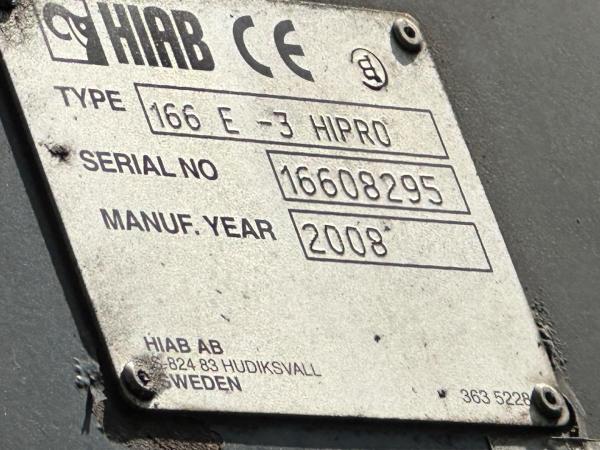 HIAB CE
TYPE 166 E -3 HIPRO
SERIAL NO 16608295
MANUF. YEAR 2008
HIAB AB
S-824 83 HUDIKSVALL
SWEDEN
363 5228